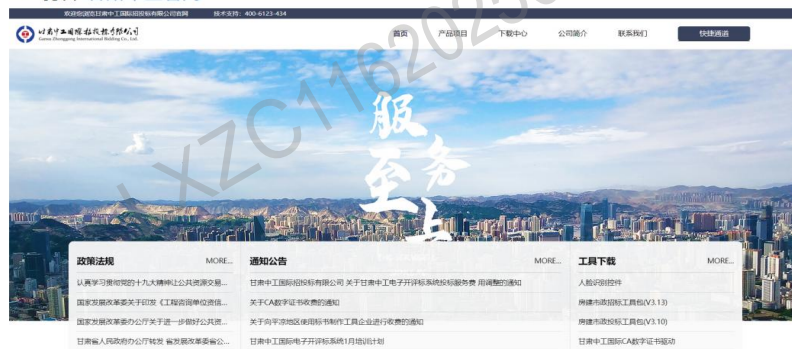 欢迎您浏览甘肃中工国际招投标有限公司官网 技术支持：400-6123-434
甘肃中工国际招投标有限公司
Gansu Zhonggong International Bidding Co., Ltd.
首页 产品项目 下载中心 公司简介 联系我们 快捷通道
LXZC11620250
服务
至上
政策法规 MORE... 通知公告 MORE... 工具下载 MORE...
认真学习贯彻党的十九大精神让公共资源交易... 甘肃中工国际招投标有限公司 关于甘肃中工电子开评标系统投标服务费 用调整的通知 人脸识别控件
国家发展改革委关于印发《工程咨询单位资信... 关于CA数字证书收费的通知 房建市政招标工具包(V3.13)
国家发展改革委办公厅关于进一步做好公共资... 关于向平凉地区使用标书制作工具企业进行收费的通知 房建市政投标工具包(V3.10)
甘肃省人民政府办公厅转发 省发展改革委省公... 甘肃中工国际电子开评标系统1月培训计划 甘肃中工国际CA数字证书驱动